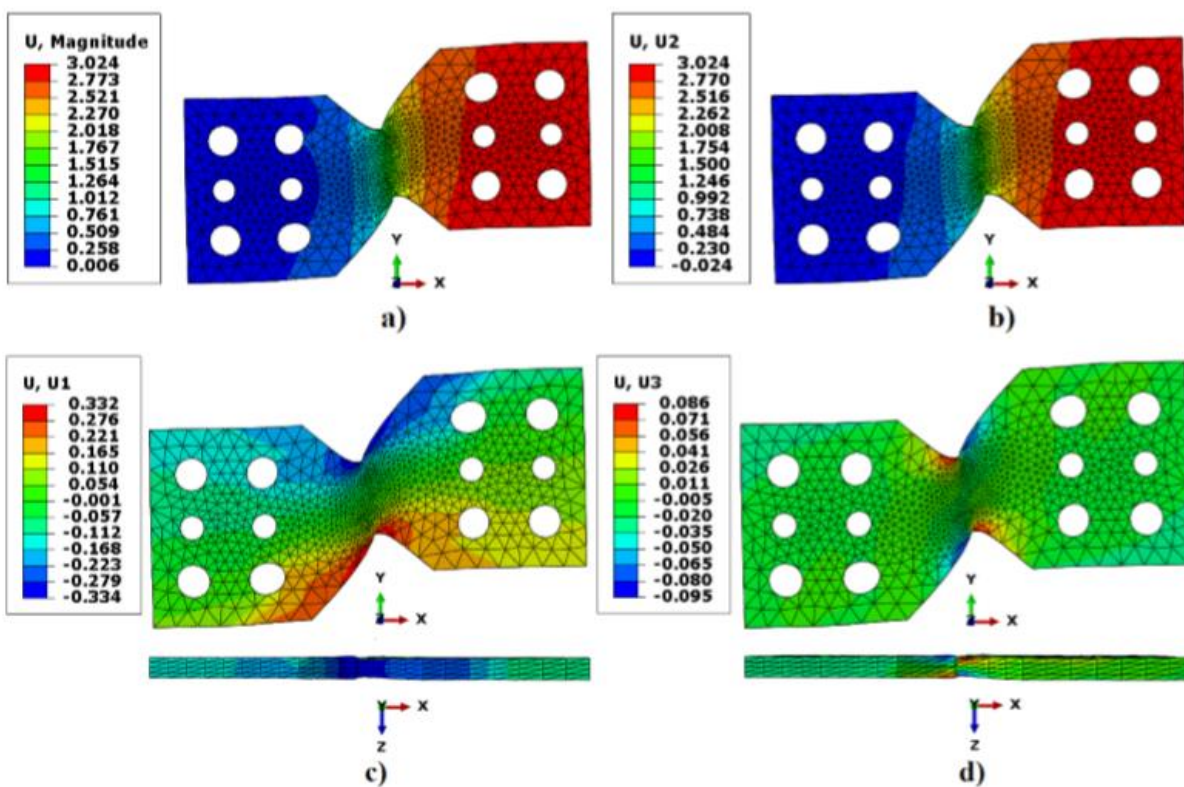 U, Magnitude
3.024
2.773
2.521
2.270
2.018
1.767
1.515
1.264
1.012
0.761
0.509
0.258
0.006
Y
Z
X
a)
U, U2
3.024
2.770
2.516
2.262
2.008
1.754
1.500
1.246
0.992
0.738
0.484
0.230
-0.024
Y
Z
X
b)
U, U1
0.332
0.276
0.221
0.165
0.110
0.054
-0.001
-0.057
-0.112
-0.168
-0.223
-0.279
-0.334
Y
Z
X
Y
X
Z
c)
U, U3
0.086
0.071
0.056
0.041
0.026
0.011
-0.005
-0.020
-0.035
-0.050
-0.065
-0.080
-0.095
Y
Z
X
Y
X
Z
d)